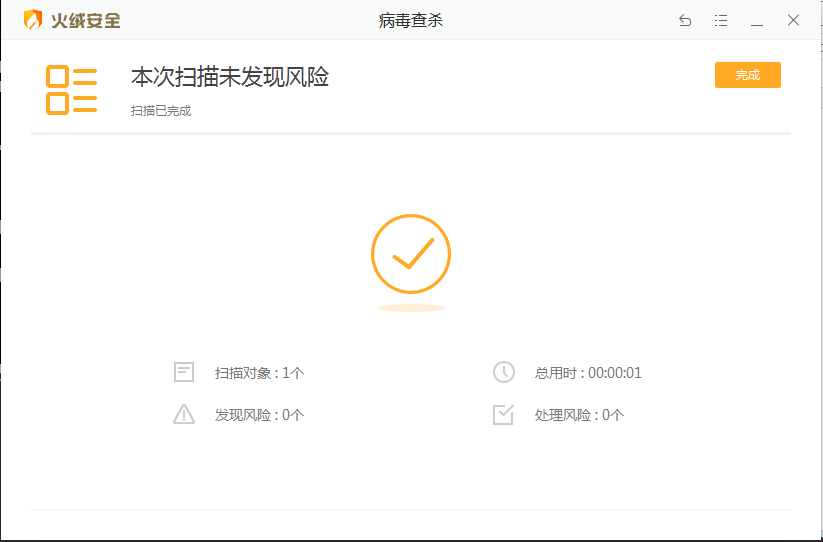 火绒安全
病毒查杀
本次扫描未发现风险
完成
扫描已完成
扫描对象 : 1个
总用时 : 00:00:01
发现风险 : 0个
处理风险 : 0个